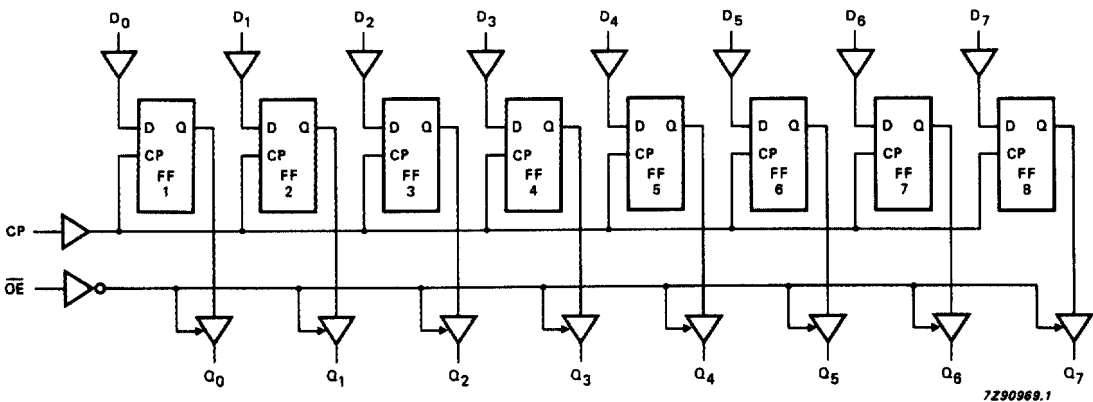 D0 D1 D2 D3 D4 D5 D6 D7
D Q D Q D Q D Q D Q D Q D Q D Q
CP CP CP CP CP CP CP CP
FF FF FF FF FF FF FF FF
1 2 3 4 5 6 7 8
CP
OE
Q0 Q1 Q2 Q3 Q4 Q5 Q6 Q7
7Z90969.1